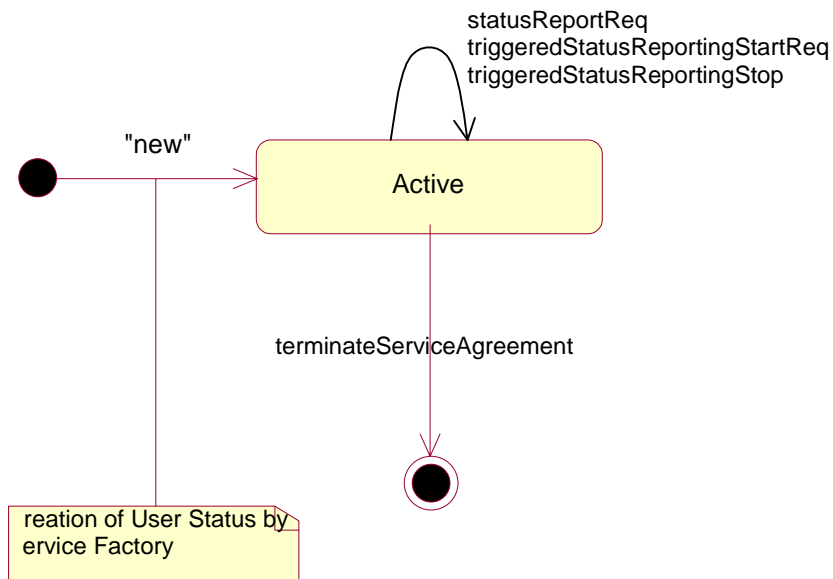 statusReportReq
triggeredStatusReportingStartReq
triggeredStatusReportingStop
"new"
Active
terminateServiceAgreement
reation of User Status by
ervice Factory